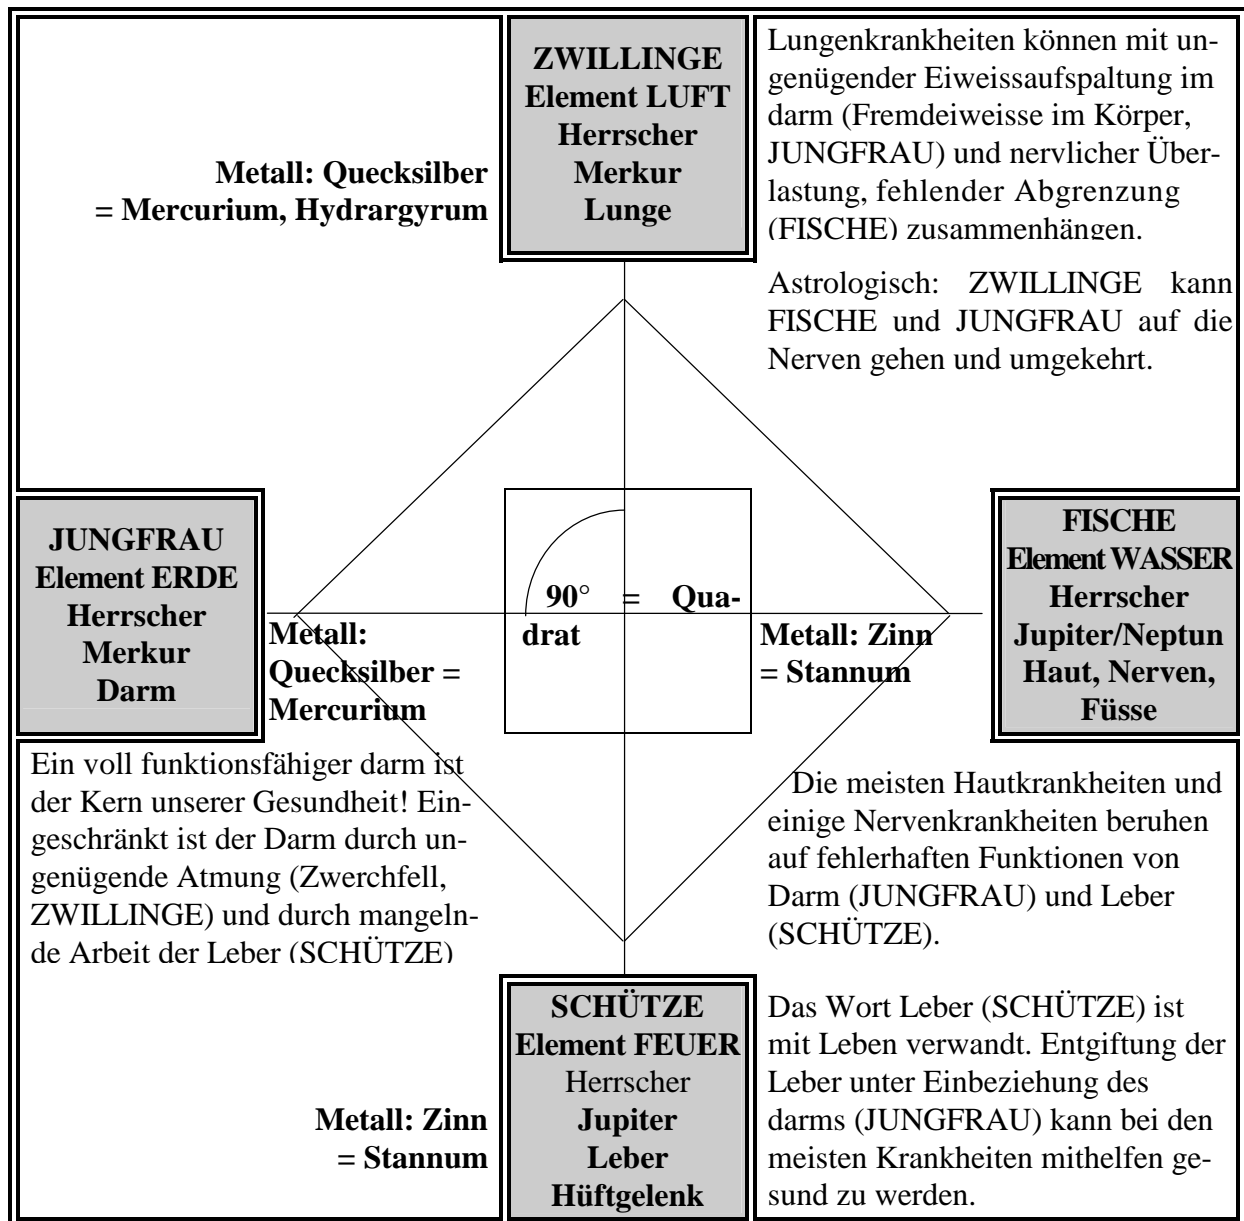 ZWILLINGE
Element LUFT
Herrscher
Merkur
Lunge
Metall: Quecksilber
= Mercurium, Hydrargyrum
Lungenkrankheiten können mit un-
genügender Eiweissaufspaltung im
darm (Fremdeiweisse im Körper,
JUNGFRAU) und nervlicher Über-
lastung, fehlender Abgrenzung
(FISCHE) zusammenhängen.
Astrologisch: ZWILLINGE kann
FISCHE und JUNGFRAU auf die
Nerven gehen und umgekehrt.
JUNGFRAU
Element ERDE
Herrscher
Merkur
Darm
Metall:
Quecksilber =
Mercurium
90° = Qua-
drat
Metall: Zinn
= Stannum
FISCHE
Element WASSER
Herrscher
Jupiter/Neptun
Haut, Nerven,
Füsse
Ein voll funktionsfähiger darm ist
der Kern unserer Gesundheit! Ein-
geschränkt ist der Darm durch un-
genügende Atmung (Zwerchfell,
ZWILLINGE) und durch mangeln-
de Arbeit der Leber (SCHÜTZE)
Die meisten Hautkrankheiten und
einige Nervenkrankheiten beruhen
auf fehlerhaften Funktionen von
Darm (JUNGFRAU) und Leber
(SCHÜTZE).
Metall: Zinn
= Stannum
SCHÜTZE
Element FEUER
Herrscher
Jupiter
Leber
Hüftgelenk
Das Wort Leber (SCHÜTZE) ist
mit Leben verwandt. Entgiftung der
Leber unter Einbeziehung des
darms (JUNGFRAU) kann bei den
meisten Krankheiten mithelfen ge-
sund zu werden.